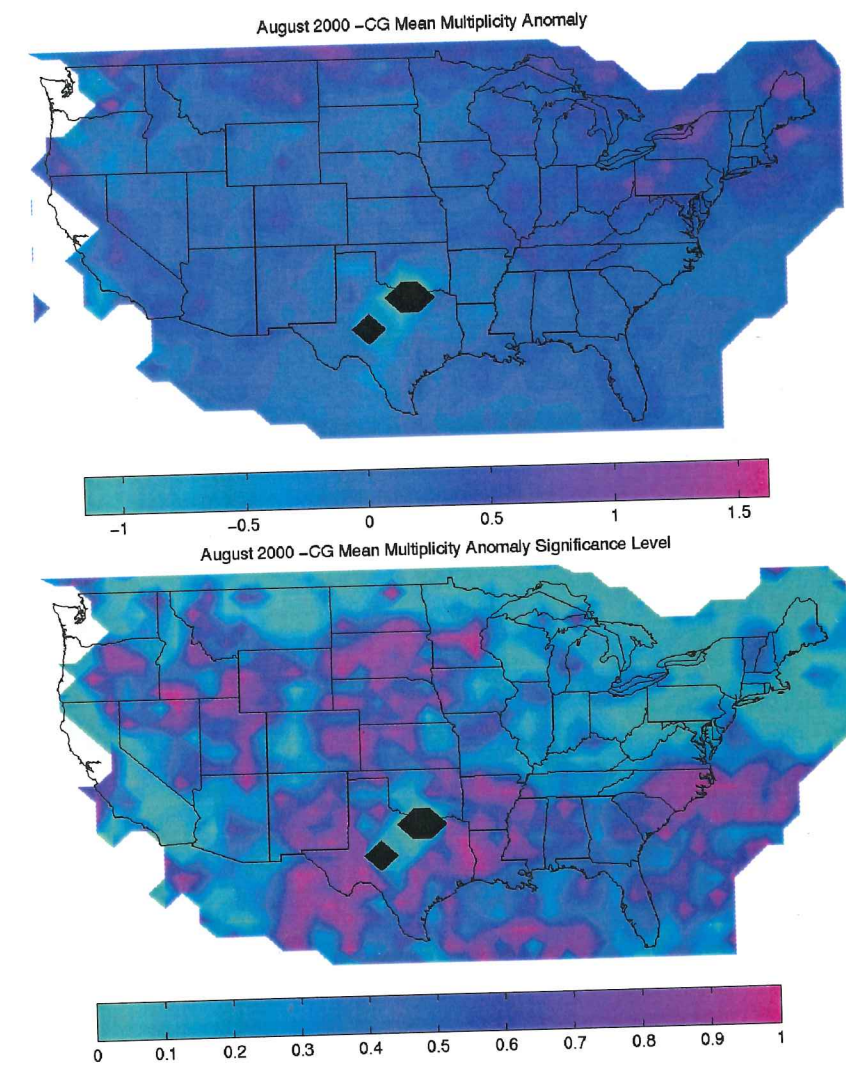 August 2000 −CG Mean Multiplicity Anomaly
−1 −0.5 0 0.5 1 1.5
August 2000 −CG Mean Multiplicity Anomaly Significance Level
0 0.1 0.2 0.3 0.4 0.5 0.6 0.7 0.8 0.9 1